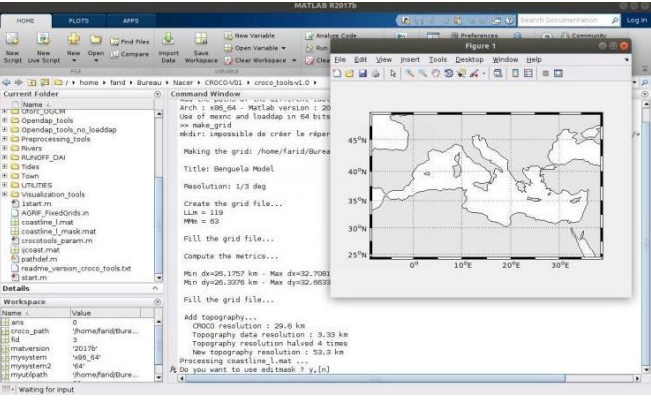 MATLAB R2017b
HOME
PLOTS
APPS
Search Documentation
Log In
New Script
New Live Script
New
Open
Find Files
Compare
Import Data
Save Workspace
New Variable
Open Variable
Clear Workspace
Analyze Code
Preferences
Community
FILE
VARIABLE
/ home farid Bureau Nacer CROCO-V01 croco_tools-v1.0
Current Folder
Name
Oforc_OGCM
Opendap_tools
Opendap_tools_no_loaddap
Preprocessing_tools
Rivers
RUNOFF_DAI
Tides
Town
UTILITIES
Visualization_tools
1start.m
AGRIF_FixedGrids.in
coastline_l.mat
coastline_l_mask.mat
crocotools_param.m
ijcoast.mat
pathdef.m
readme_version_croco_tools.txt
start.m
Details
Workspace
Name
Value
ans
0
croco_path
'/home/farid/Bure...
fid
3
matversion
'2017b'
mysystem
'x86_64'
mysystem2
'64'
myutilpath
'/home/farid/Bure...
Waiting for input
Command Window
Arch : x86_64 - Matlab version : 20
Use of mexnc and loaddap in 64 bits
>> make_grid
mkdir: impossible de créer le réper
Making the grid: /home/farid/Burea
Title: Benguela Model
Resolution: 1/3 deg
Create the grid file...
LLm = 119
MMm = 63
Fill the grid file...
Compute the metrics...
Min dx=26.1757 km - Max dx=32.7081
Min dy=26.3376 km - Max dy=32.6633
Fill the grid file...
Add topography...
CROCO resolution : 29.6 km
Topography data resolution : 3.33 km
Topography resolution halved 4 times
New topography resolution : 53.3 km
Processing coastline_l.mat ...
fx Do you want to use editmask ? y,[n]
Figure 1
File Edit View Insert Tools Desktop Window Help
45°N
40°N
35°N
30°N
25°N
0°
10°E
20°E
30°E